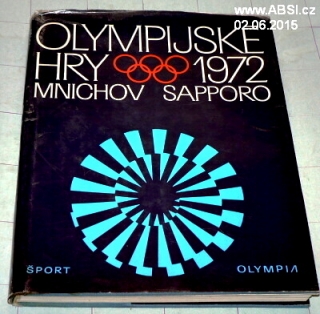 www.ABSI.cz
02.06.2015
OLYMPIJSKÉ
HRY 1972
MNICHOV SAPPORO
ŠPORT OLYMPIA